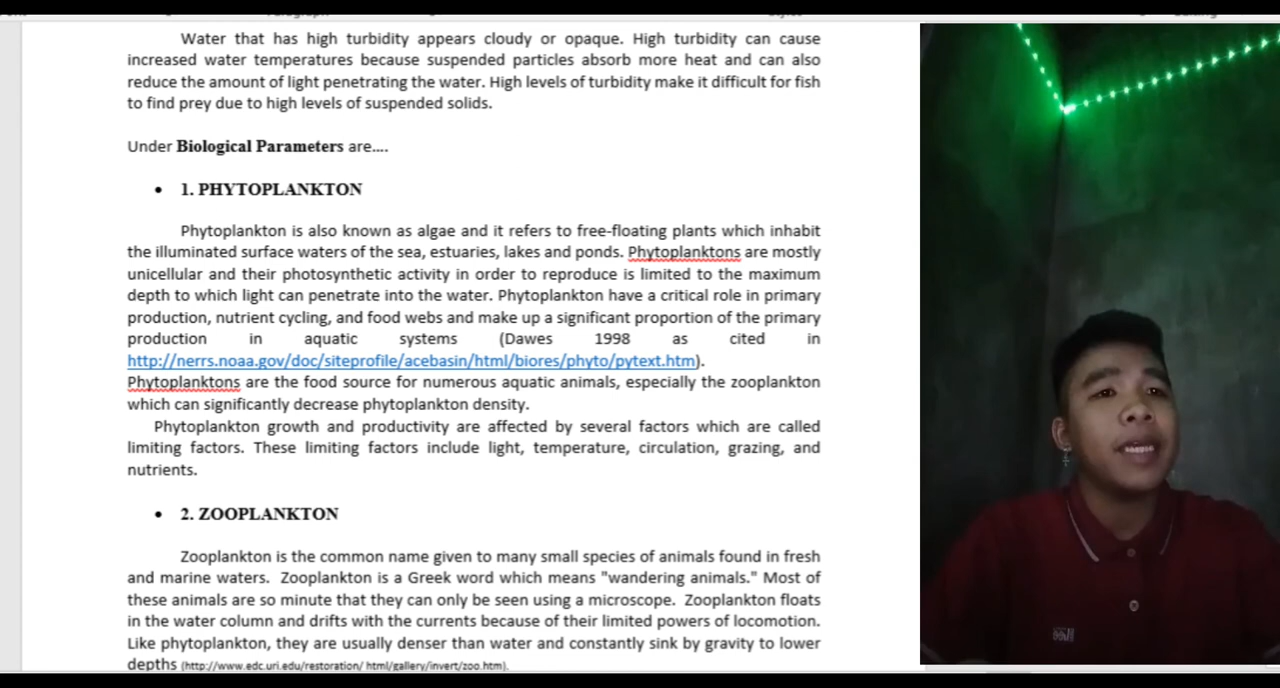 Water that has high turbidity appears cloudy or opaque. High turbidity can cause
increased water temperatures because suspended particles absorb more heat and can also
reduce the amount of light penetrating the water. High levels of turbidity make it difficult for fish
to find prey due to high levels of suspended solids.
Under Biological Parameters are....
• 1. PHYTOPLANKTON
Phytoplankton is also known as algae and it refers to free-floating plants which inhabit
the illuminated surface waters of the sea, estuaries, lakes and ponds. Phytoplanktons are mostly
unicellular and their photosynthetic activity in order to reproduce is limited to the maximum
depth to which light can penetrate into the water. Phytoplankton have a critical role in primary
production, nutrient cycling, and food webs and make up a significant proportion of the primary
production in aquatic systems (Dawes 1998 as cited in
http://nerrs.noaa.gov/doc/siteprofile/acebasin/html/biores/phyto/pytext.htm).
Phytoplanktons are the food source for numerous aquatic animals, especially the zooplankton
which can significantly decrease phytoplankton density.
Phytoplankton growth and productivity are affected by several factors which are called
limiting factors. These limiting factors include light, temperature, circulation, grazing, and
nutrients.
• 2. ZOOPLANKTON
Zooplankton is the common name given to many small species of animals found in fresh
and marine waters. Zooplankton is a Greek word which means "wandering animals." Most of
these animals are so minute that they can only be seen using a microscope. Zooplankton floats
in the water column and drifts with the currents because of their limited powers of locomotion.
Like phytoplankton, they are usually denser than water and constantly sink by gravity to lower
depths (http://www.edc.uri.edu/restoration/ html/gallery/invert/zoo.htm).